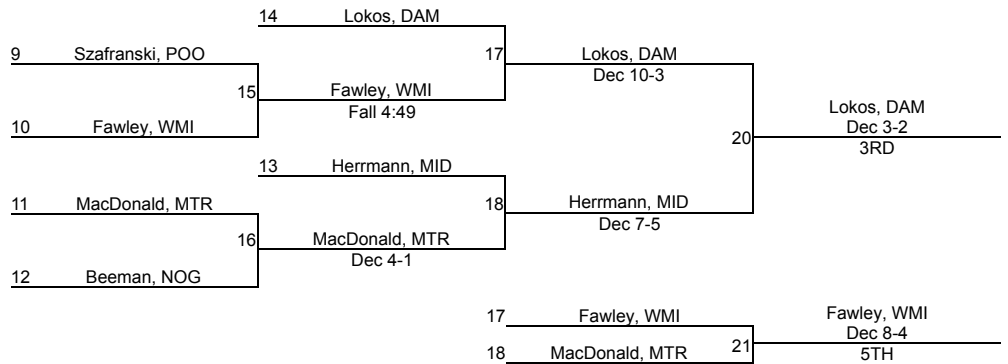 14 Lokos, DAM
9 Szafranski, POO
17 Lokos, DAM
Dec 10-3
15 Fawley, WMI
Fall 4:49
10 Fawley, WMI
Lokos, DAM
Dec 3-2
20
3RD
13 Herrmann, MID
11 MacDonald, MTR
18 Herrmann, MID
Dec 7-5
16 MacDonald, MTR
Dec 4-1
12 Beeman, NOG
17 Fawley, WMI
Fawley, WMI
Dec 8-4
21
5TH
18 MacDonald, MTR